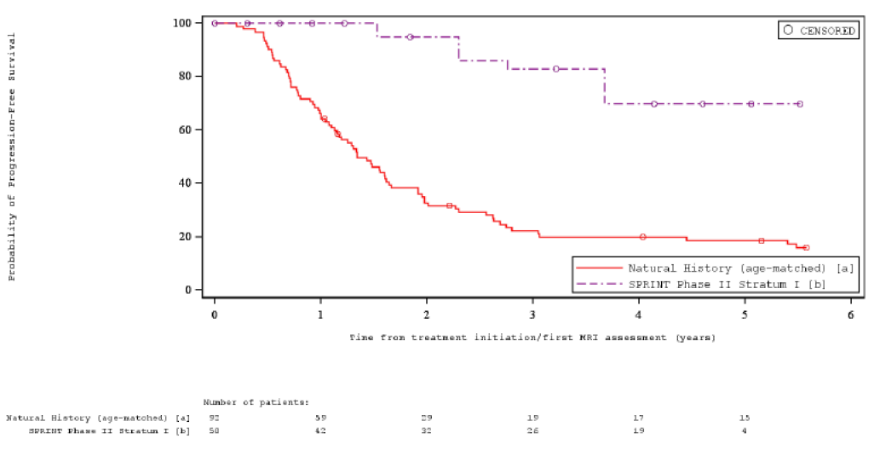 Probability of Progression-Free Survival
100
80
60
40
20
0
O CENSORED
Natural History (age-matched) [a]
SPRINT Phase II Stratum I [b]
0 1 2 3 4 5 6
Time from treatment initiation/first MRI assessment (years)
Number of patients:
Natural History (age-matched) [a] 92 59 29 19 17 15
SPRINT Phase II Stratum I [b] 50 42 32 26 19 4